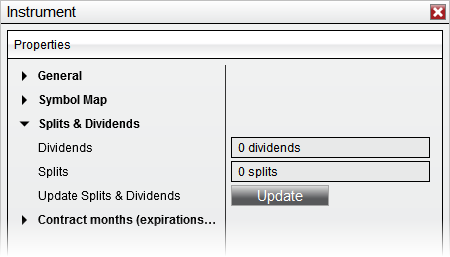 Instrument
Properties
General
Symbol Map
Splits & Dividends
Dividends 0 dividends
Splits 0 splits
Update Splits & Dividends Update
Contract months (expirations...